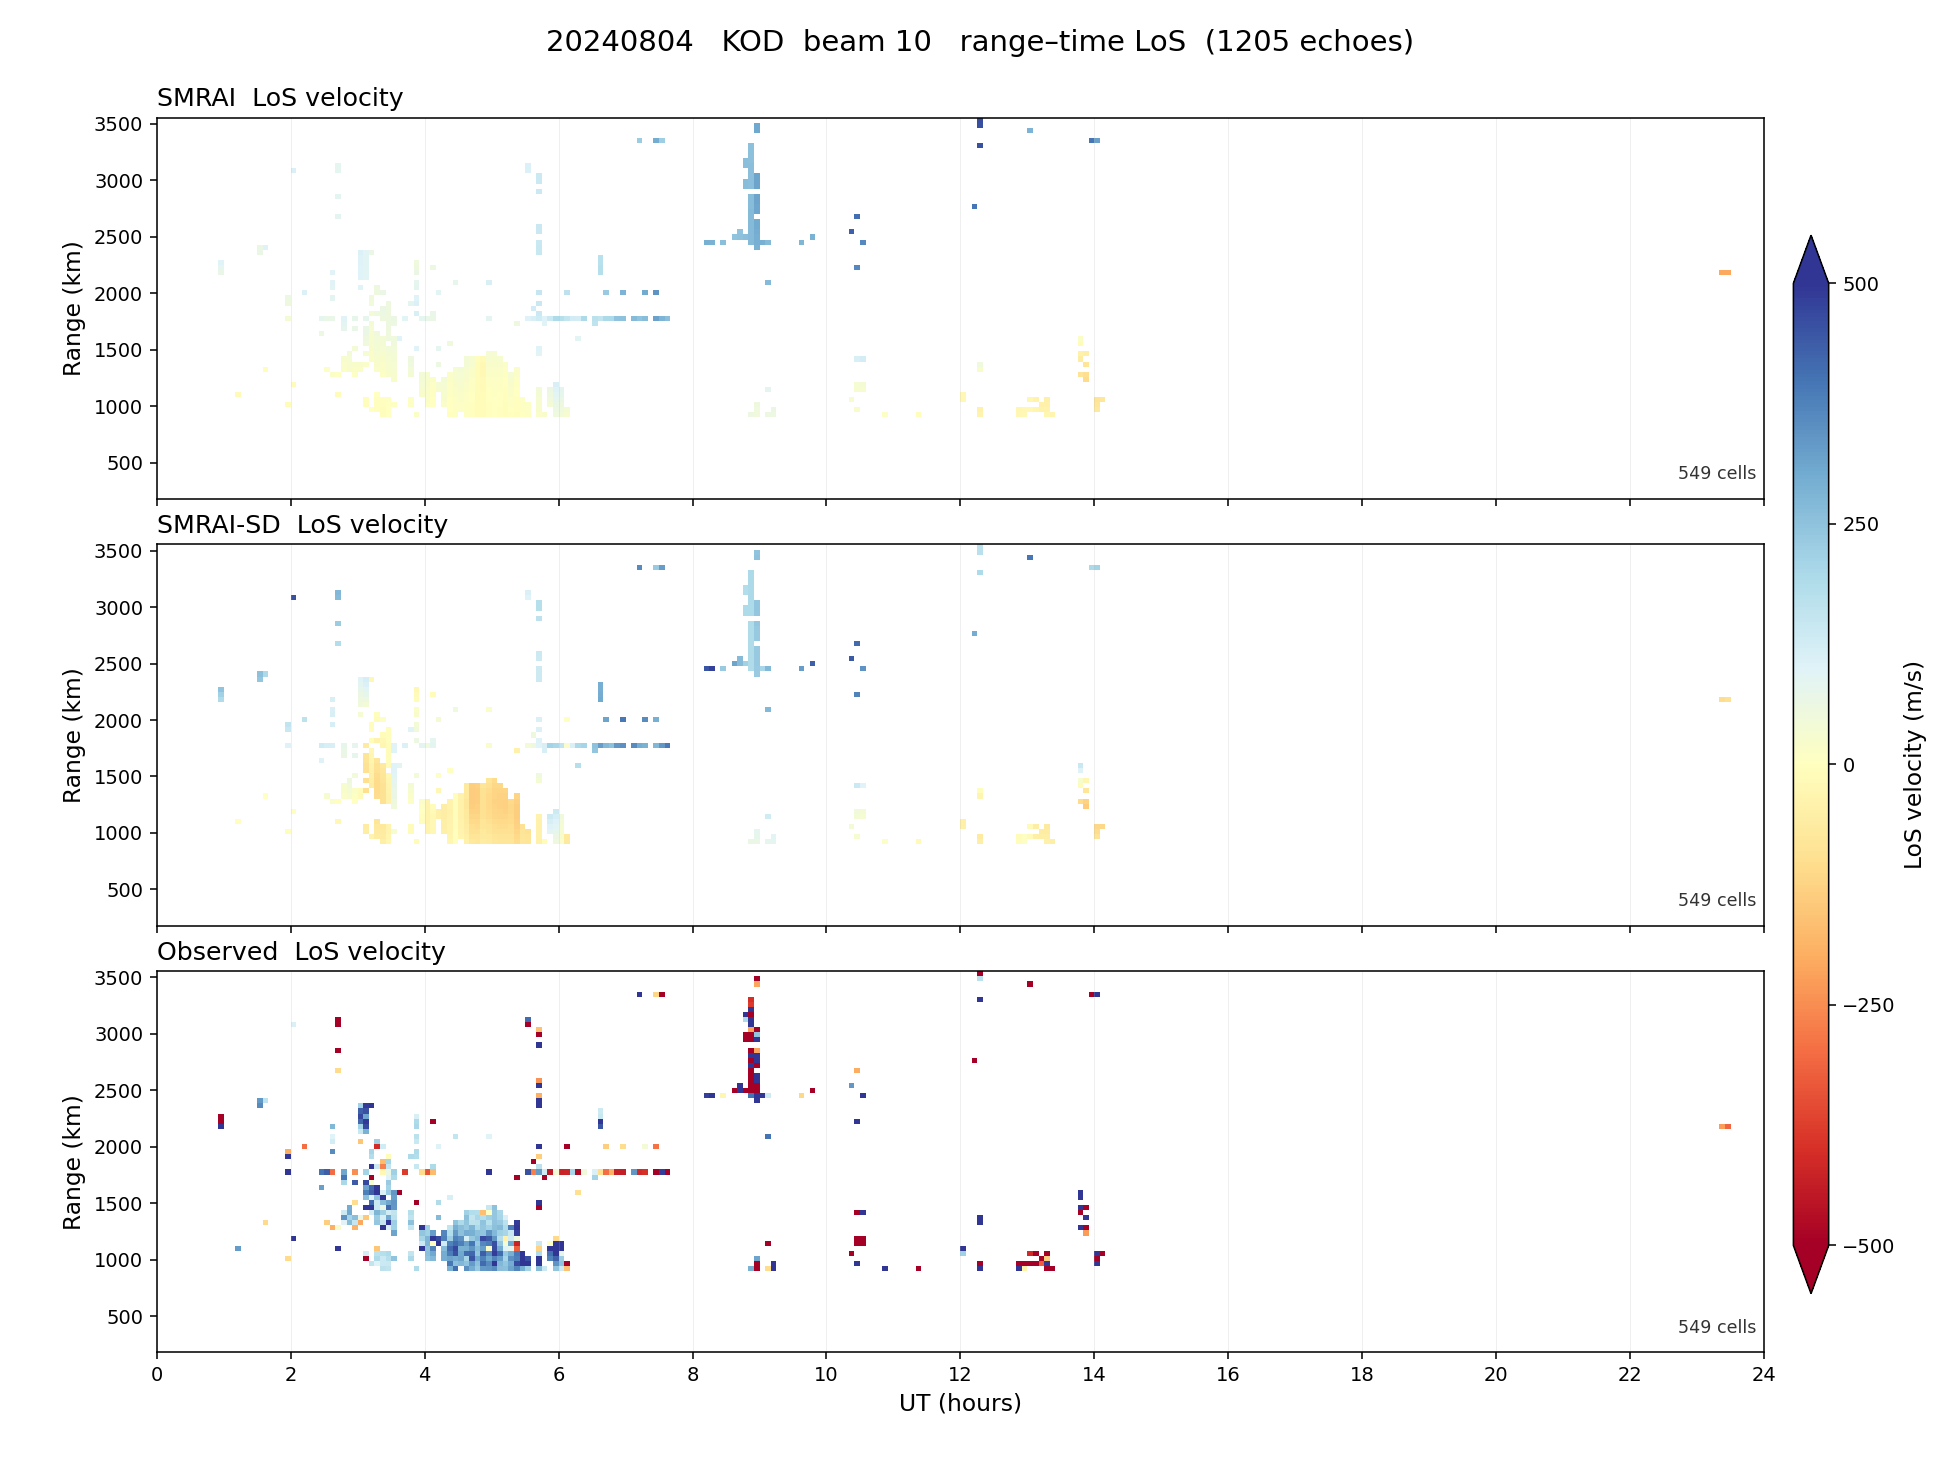 20240804   KOD  beam 10   range–time LoS  (1205 echoes)
SMRAI  LoS velocity
3500
3000
2500
2000
1500
1000
500
Range (km)
549 cells
SMRAI-SD  LoS velocity
3500
3000
2500
2000
1500
1000
500
Range (km)
549 cells
Observed  LoS velocity
3500
3000
2500
2000
1500
1000
500
Range (km)
549 cells
0 2 4 6 8 10 12 14 16 18 20 22 24
UT (hours)
500
250
0
−250
−500
LoS velocity (m/s)